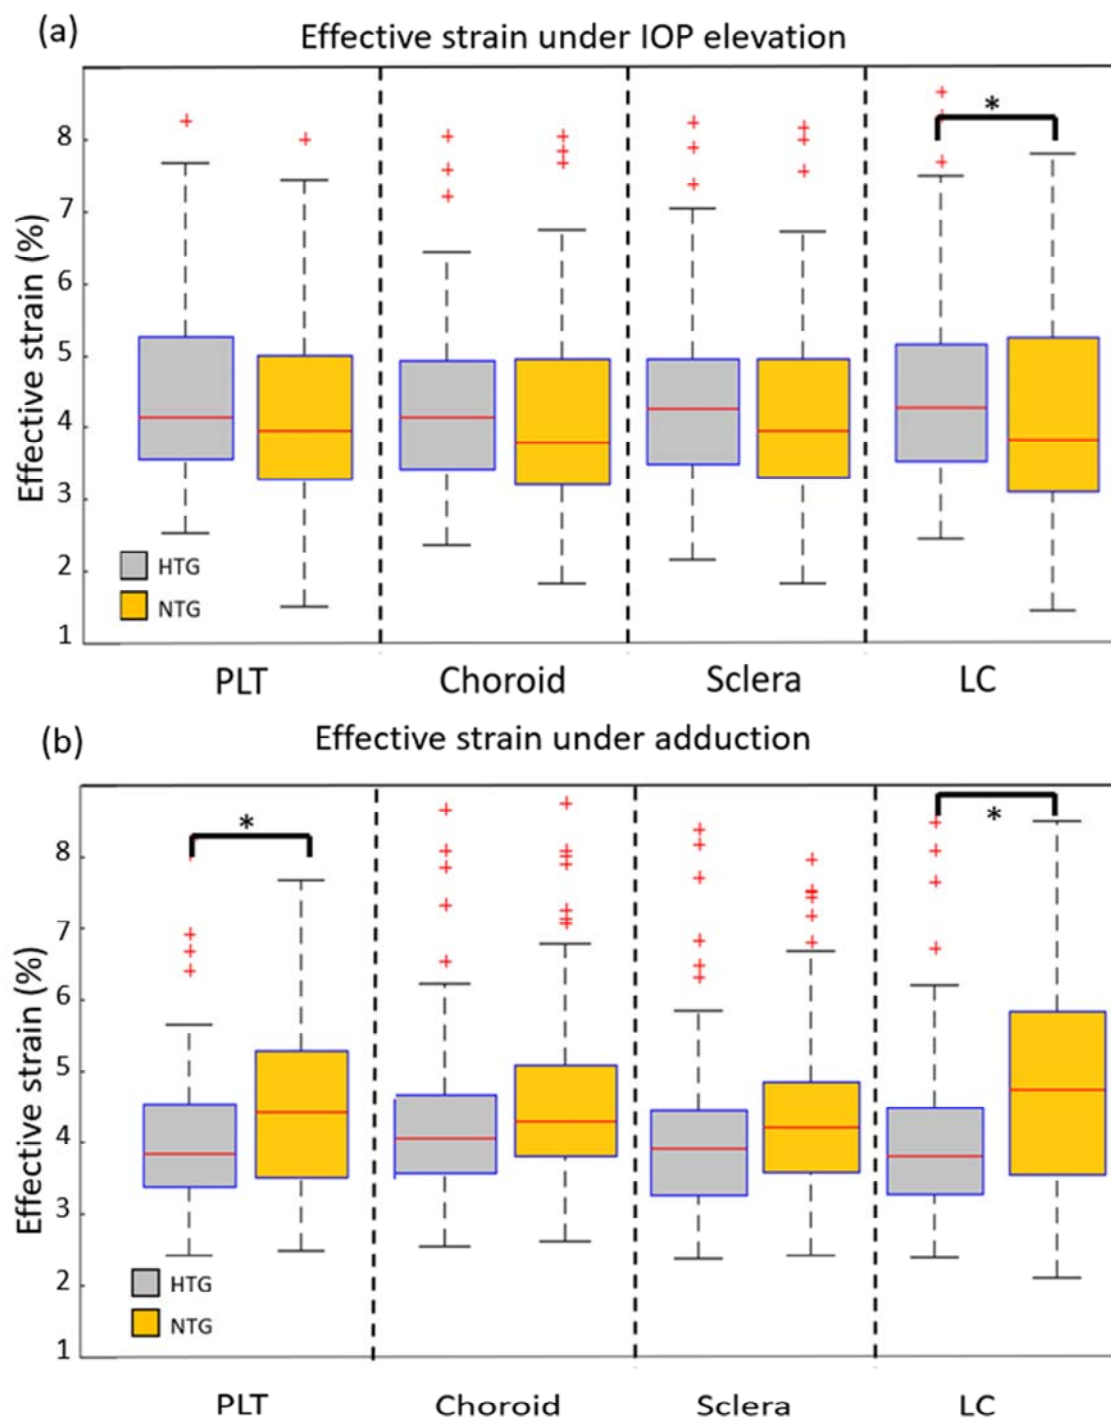 (a)
Effective strain under IOP elevation
Effective strain (%)
8
7
6
5
4
3
2
1
*
HTG
NTG
PLT Choroid Sclera LC
(b)
Effective strain under adduction
Effective strain (%)
8
7
6
5
4
3
2
1
* *
HTG
NTG
PLT Choroid Sclera LC